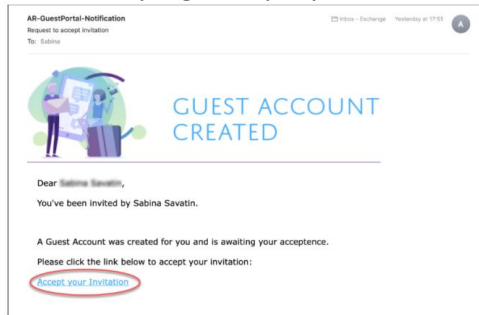 AR-GuestPortal-Notification
Inbox - Exchange Yesterday at 17:55
A
Request to accept invitation
To: Sabina
GUEST ACCOUNT
CREATED
Dear
You've been invited by Sabina Savatin.
A Guest Account was created for you and is awaiting your acceptence.
Please click the link below to accept your invitation:
Accept your Invitation